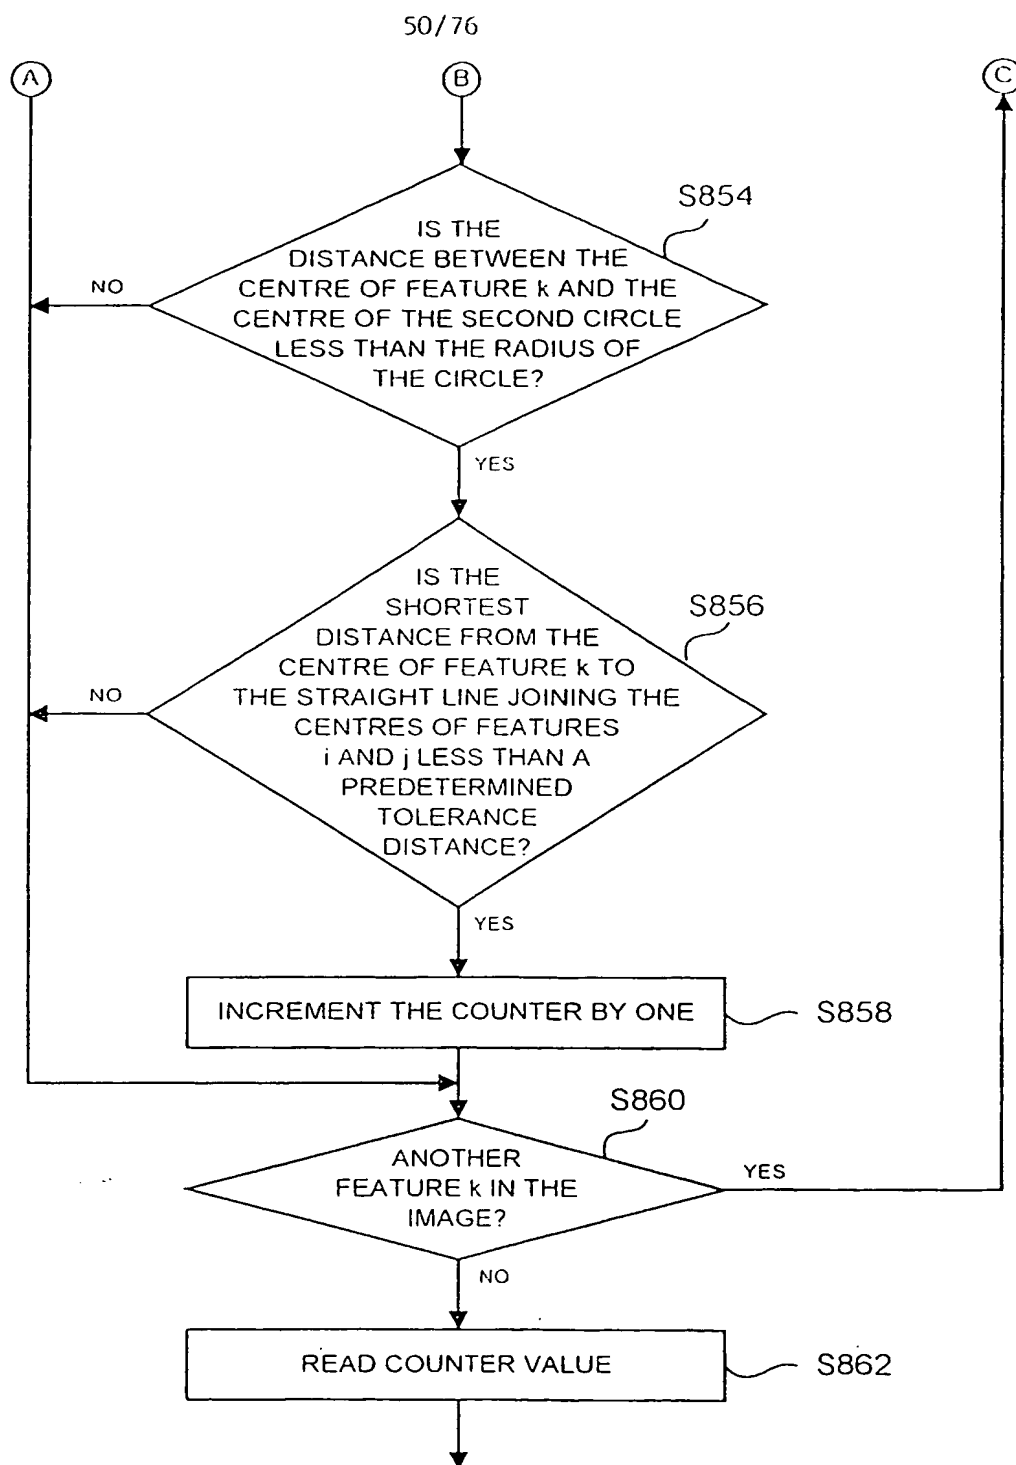 50/76
A
B
C
S854
IS THE
DISTANCE BETWEEN THE
CENTRE OF FEATURE k AND THE
CENTRE OF THE SECOND CIRCLE
LESS THAN THE RADIUS OF
THE CIRCLE?
NO
YES
S856
IS THE
SHORTEST
DISTANCE FROM THE
CENTRE OF FEATURE k TO
THE STRAIGHT LINE JOINING THE
CENTRES OF FEATURES
i AND j LESS THAN A
PREDETERMINED
TOLERANCE
DISTANCE?
NO
YES
INCREMENT THE COUNTER BY ONE
S858
S860
ANOTHER
FEATURE k IN THE
IMAGE?
YES
NO
READ COUNTER VALUE
S862